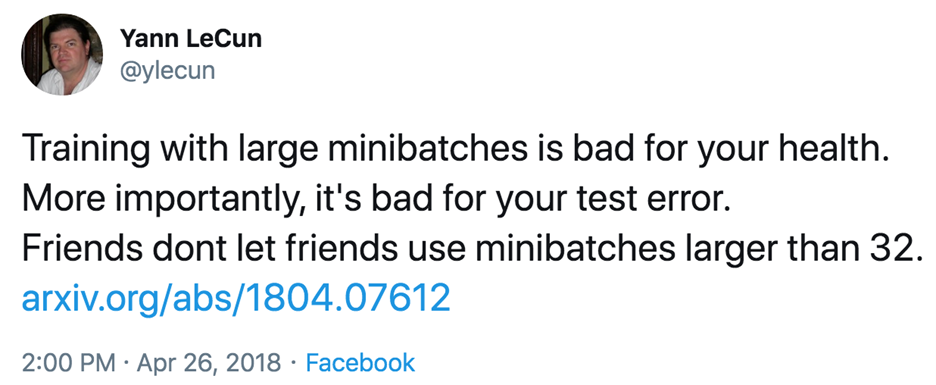 Yann LeCun
@ylecun
Training with large minibatches is bad for your health.
More importantly, it's bad for your test error.
Friends dont let friends use minibatches larger than 32.
arxiv.org/abs/1804.07612
2:00 PM · Apr 26, 2018 · Facebook